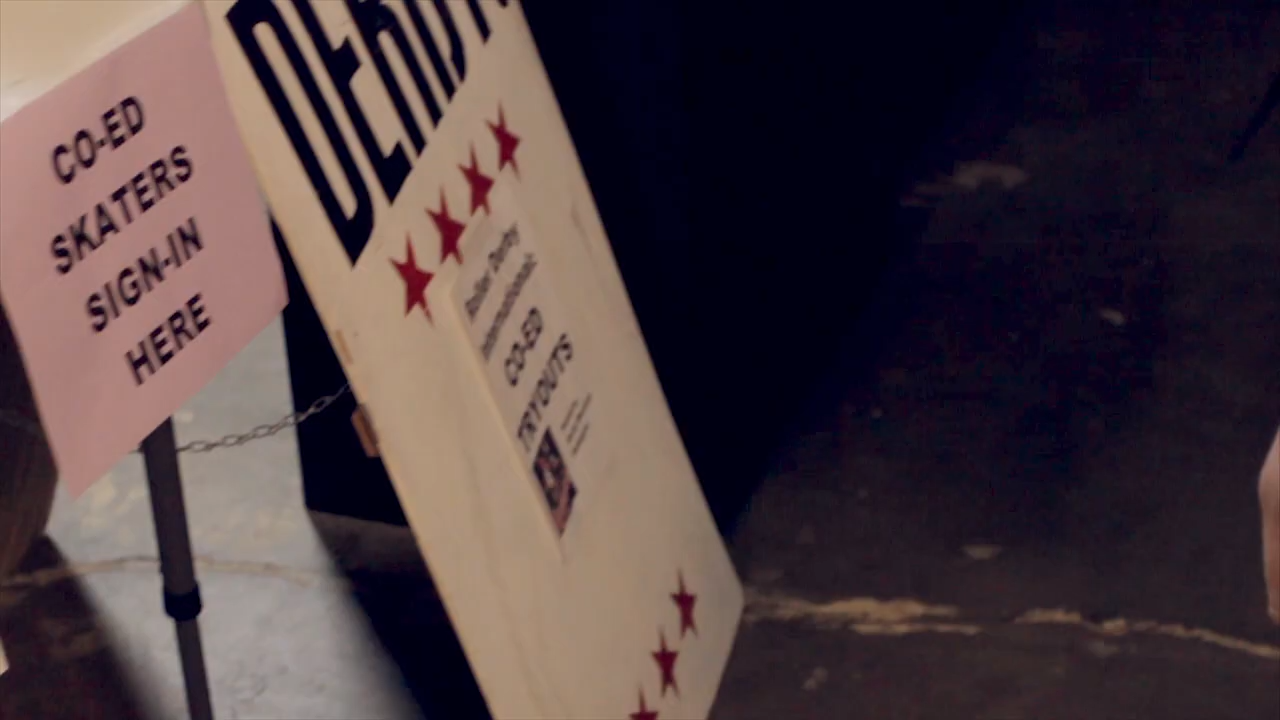 CO-ED
SKATERS
SIGN-IN
HERE
DERBY
Roller Derby
International:
CO-ED
TRYOUTS